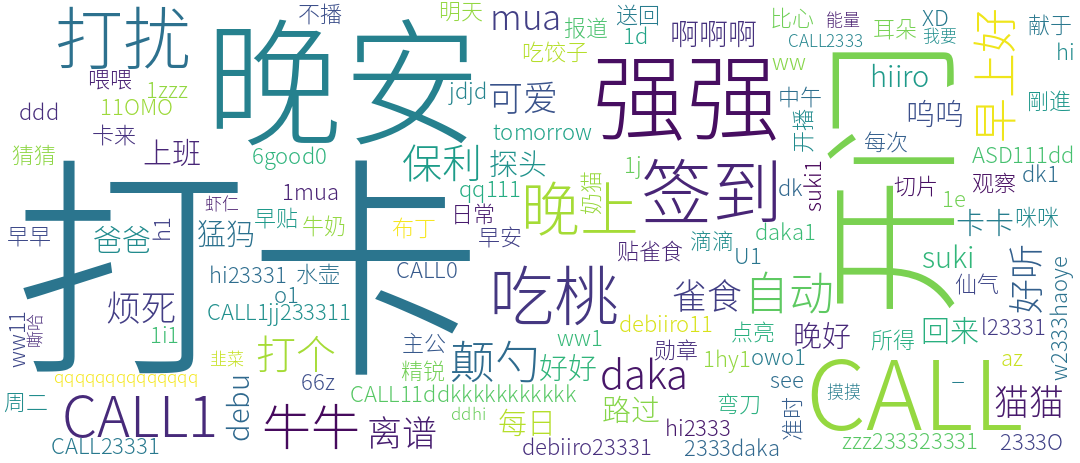 打扰
晚安
不播
mua
明天
报道
送回
1d
啊啊啊
比心
能量
耳朵
XD
早上好
献于
CALL2333
我要
hi
喂喂
1zzz
吃饺子
ww
强强
开门
ddd
11OMO
jdjd
可爱
hiiro
中午
剛進
卡来
tomorrow
开播
呜呜
猜猜
上班
6good0
保利
探头
1j
签到
每次
ASD111dd
打卡
虾仁
1mua
qq111
奶猫
晚上
dk
suki1
切片
观察
dk1
早早
爸爸
h1
猛犸
早贴
牛奶
布丁
日常
早安
贴雀食
滴滴
daka1
1e
卡卡
咪咪
hi23331
水壶
CALL0
U1
suki
仙气
好听
烦死
o1
吃桃
雀食
自动
w2333haoye
CALL1jj233311
ww11
嘶哈
1i1
debiiro11
点亮
晚好
所得
回来
l23331
韭菜
打个
主公
颠勺
ww1
勋章
1hy1
owo1
az
qqqqqqqqqqqqqq
66z
精锐
好好
daka
see
CALL
_
周二
CALL1
debu
CALL11ddkkkkkkkkkkk
弯刀
摸摸
猫猫
牛牛
离谱
ddhi
每日
路过
hi2333
准时
CALL23331
debiiro23331
2333daka
zzz233323331
2333O